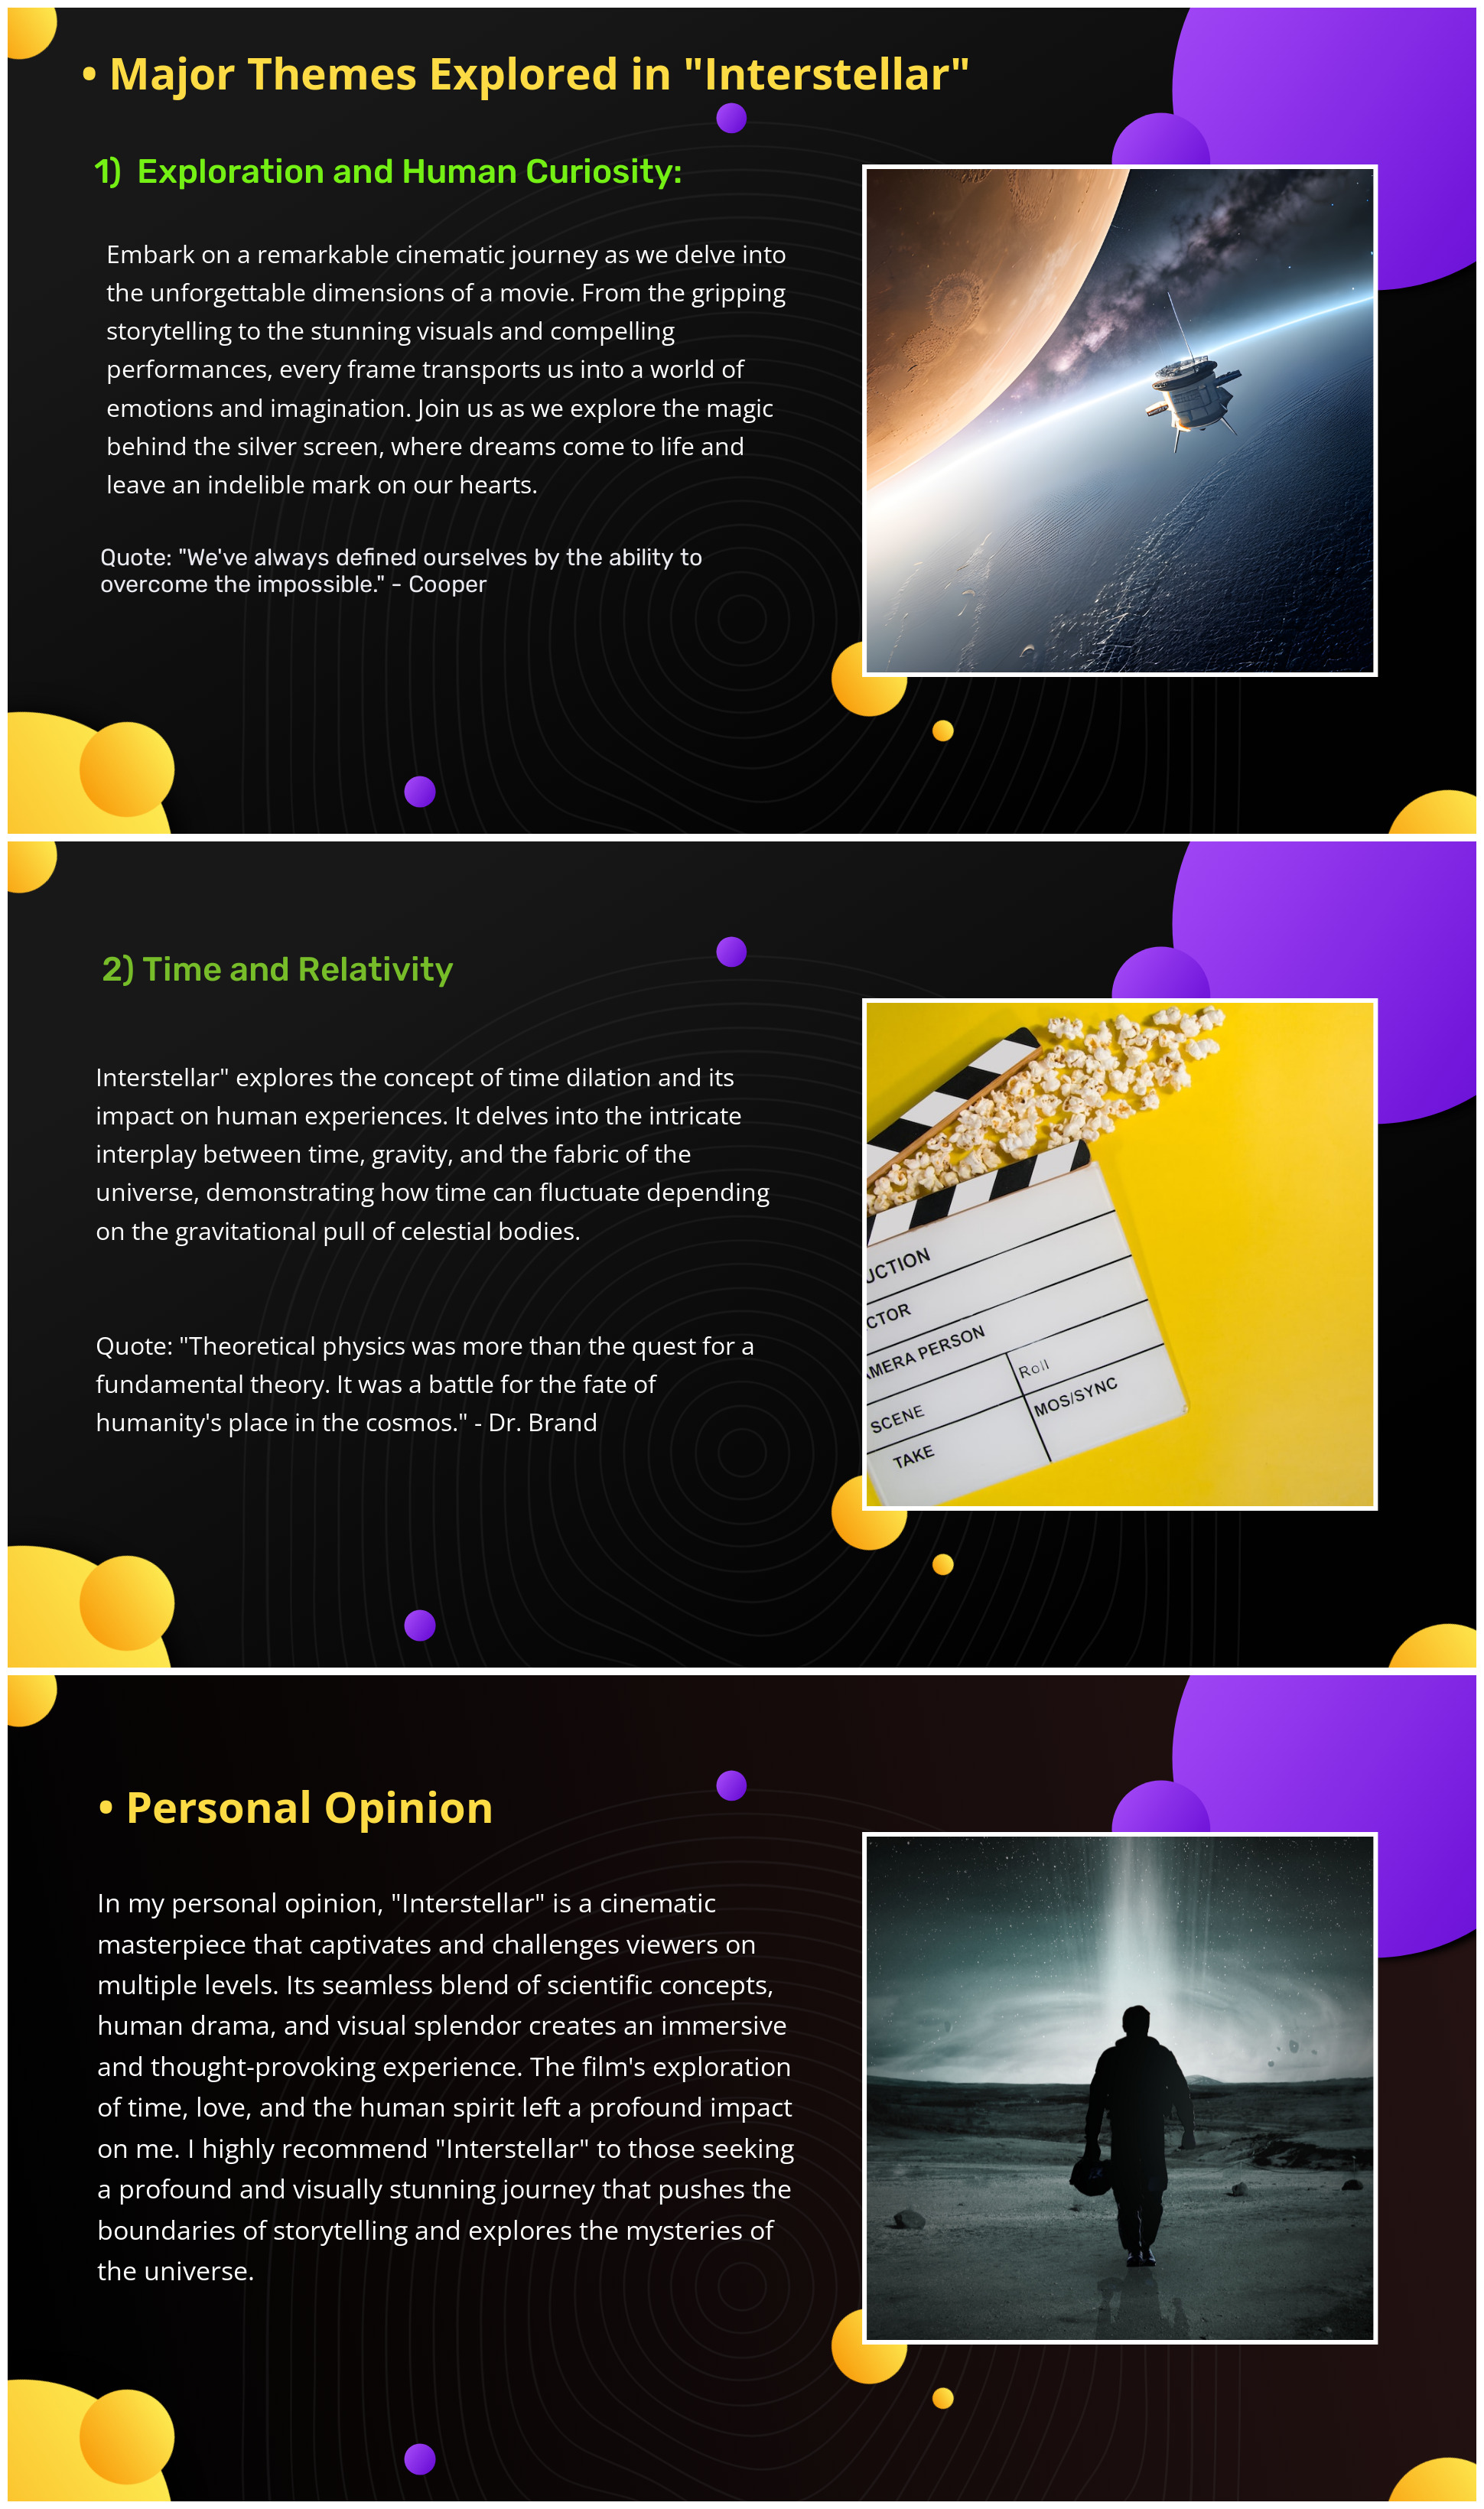 • Major Themes Explored in "Interstellar"
1) Exploration and Human Curiosity:
Embark on a remarkable cinematic journey as we delve into
the unforgettable dimensions of a movie. From the gripping
storytelling to the stunning visuals and compelling
performances, every frame transports us into a world of
emotions and imagination. Join us as we explore the magic
behind the silver screen, where dreams come to life and
leave an indelible mark on our hearts.
Quote: "We've always defined ourselves by the ability to
overcome the impossible." - Cooper
2) Time and Relativity
Interstellar" explores the concept of time dilation and its
impact on human experiences. It delves into the intricate
interplay between time, gravity, and the fabric of the
universe, demonstrating how time can fluctuate depending
on the gravitational pull of celestial bodies.
Quote: "Theoretical physics was more than the quest for a
fundamental theory. It was a battle for the fate of
humanity's place in the cosmos." - Dr. Brand
UCTION
CTOR
AMERA PERSON
SCENE
Roll
TAKE
MOS/SYNC
• Personal Opinion
In my personal opinion, "Interstellar" is a cinematic
masterpiece that captivates and challenges viewers on
multiple levels. Its seamless blend of scientific concepts,
human drama, and visual splendor creates an immersive
and thought-provoking experience. The film's exploration
of time, love, and the human spirit left a profound impact
on me. I highly recommend "Interstellar" to those seeking
a profound and visually stunning journey that pushes the
boundaries of storytelling and explores the mysteries of
the universe.